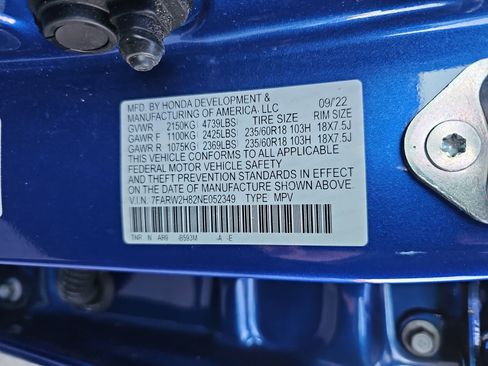 MFD. BY HONDA DEVELOPMENT &
MANUFACTURING OF AMERICA, LLC 09/22
GVWR 2150KG( 4739LBS) TIRE SIZE RIM SIZE
GAWR F 1100KG( 2425LBS) 235/60R18 103H 18X7.5J
GAWR R 1075KG( 2369LBS) 235/60R18 103H 18X7.5J
THIS VEHICLE CONFORMS TO ALL APPLICABLE
FEDERAL MOTOR VEHICLE SAFETY
AND THEFT PREVENTION STANDARDS IN EFFECT
ON THE DATE OF MANUFACTURE SHOWN ABOVE.
V.I.N. 7FARW2H82NE052349 TYPE MPV
TNR N AR9 -B593M -A -E